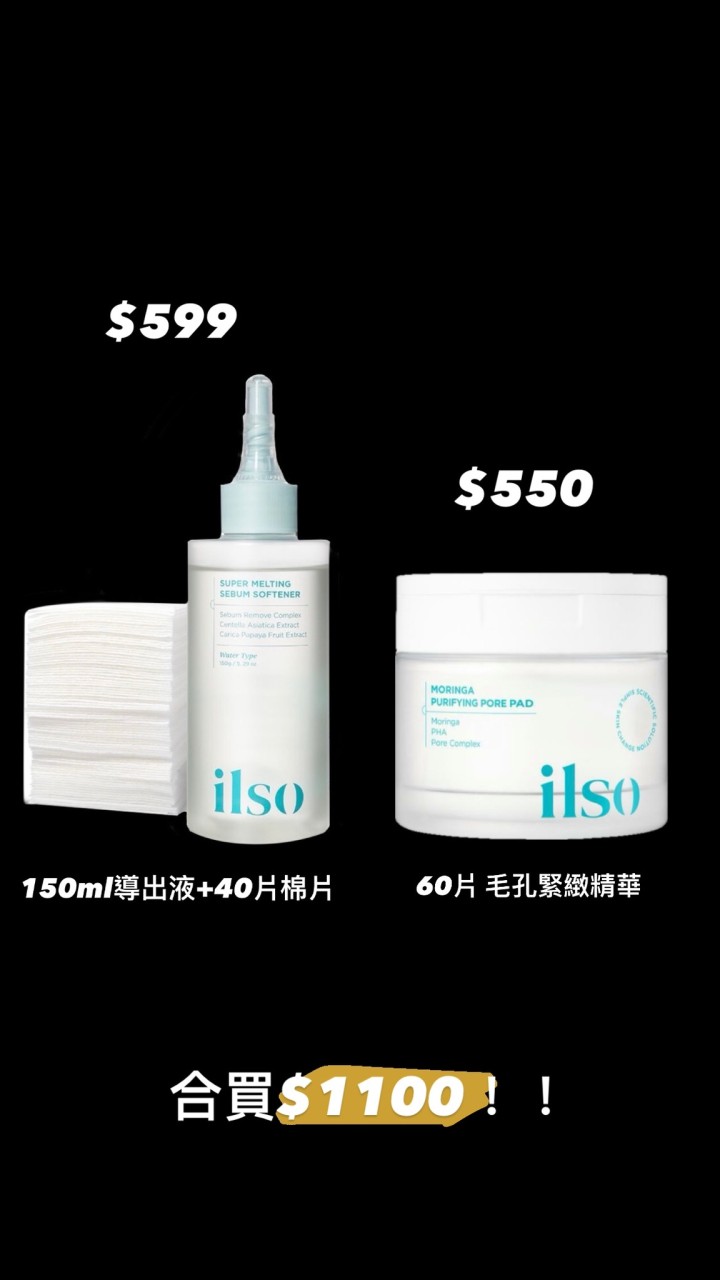 $599
$550
SUPER MELTING
SEBUM SOFTENER
Sebum Remove Complex
Centella Asiatica Extract
Carica Papaya Fruit Extract
Water Type
ilso
MORINGA
PURIFYING PORE PAD
Moringa
PHA
Pore Complex
ilso
150ml導出液+40片棉片
60片 毛孔緊緻精華
合買$1100！！